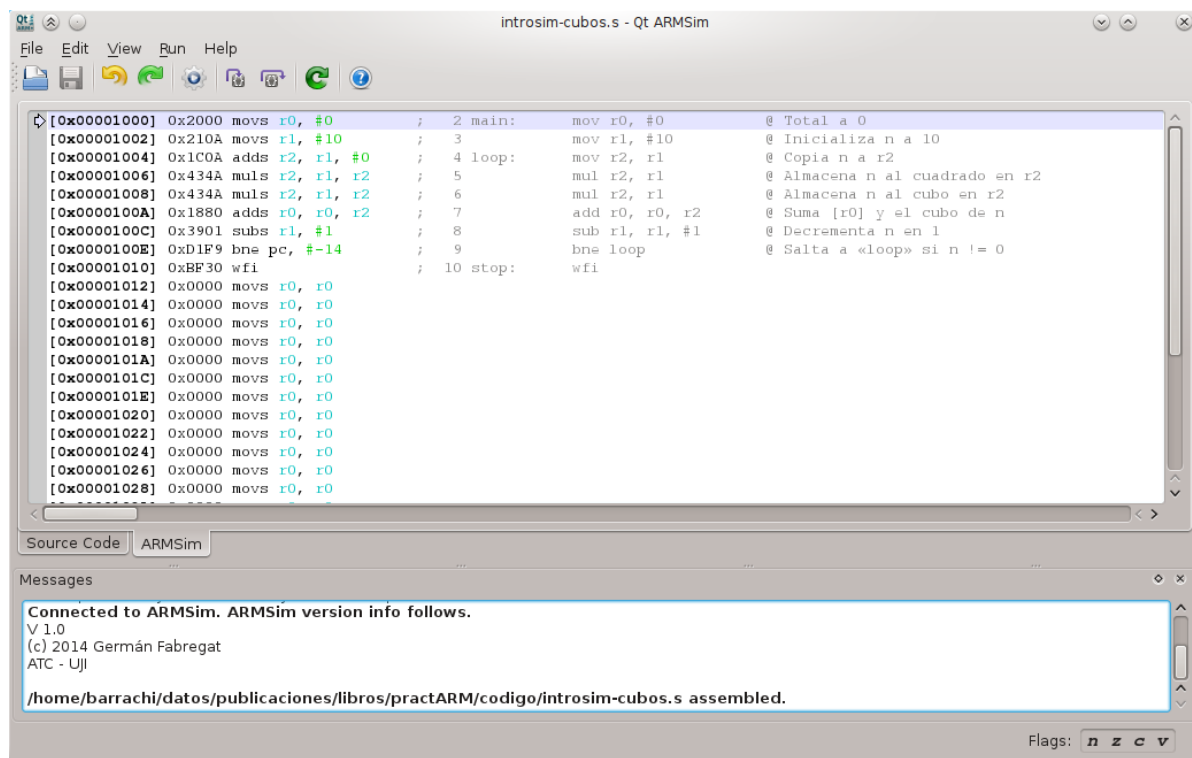 Qt
introsim-cubos.s - Qt ARMSim
File Edit View Run Help
[0x00001000] 0x2000 movs r0, #0 ; 2 main: mov r0, #0 @ Total a 0
[0x00001002] 0x210A movs r1, #10 ; 3 mov r1, #10 @ Inicializa n a 10
[0x00001004] 0x1C0A adds r2, r1, #0 ; 4 loop: mov r2, r1 @ Copia n a r2
[0x00001006] 0x434A muls r2, r1, r2 ; 5 mul r2, r1 @ Almacena n al cuadrado en r2
[0x00001008] 0x434A muls r2, r1, r2 ; 6 mul r2, r1 @ Almacena n al cubo en r2
[0x0000100A] 0x1880 adds r0, r0, r2 ; 7 add r0, r0, r2 @ Suma [r0] y el cubo de n
[0x0000100C] 0x3901 subs r1, #1 ; 8 sub r1, r1, #1 @ Decrementa n en 1
[0x0000100E] 0xD1F9 bne pc, #-14 ; 9 bne loop @ Salta a «loop» si n != 0
[0x00001010] 0xBF30 wfi ; 10 stop: wfi
[0x00001012] 0x0000 movs r0, r0
[0x00001014] 0x0000 movs r0, r0
[0x00001016] 0x0000 movs r0, r0
[0x00001018] 0x0000 movs r0, r0
[0x0000101A] 0x0000 movs r0, r0
[0x0000101C] 0x0000 movs r0, r0
[0x0000101E] 0x0000 movs r0, r0
[0x00001020] 0x0000 movs r0, r0
[0x00001022] 0x0000 movs r0, r0
[0x00001024] 0x0000 movs r0, r0
[0x00001026] 0x0000 movs r0, r0
[0x00001028] 0x0000 movs r0, r0
Source Code ARMSim
Messages
Connected to ARMSim. ARMSim version info follows.
V 1.0
(c) 2014 Germán Fabregat
ATC - UJI
/home/barrachi/datos/publicaciones/libros/practARM/codigo/introsim-cubos.s assembled.
Flags: n z c v